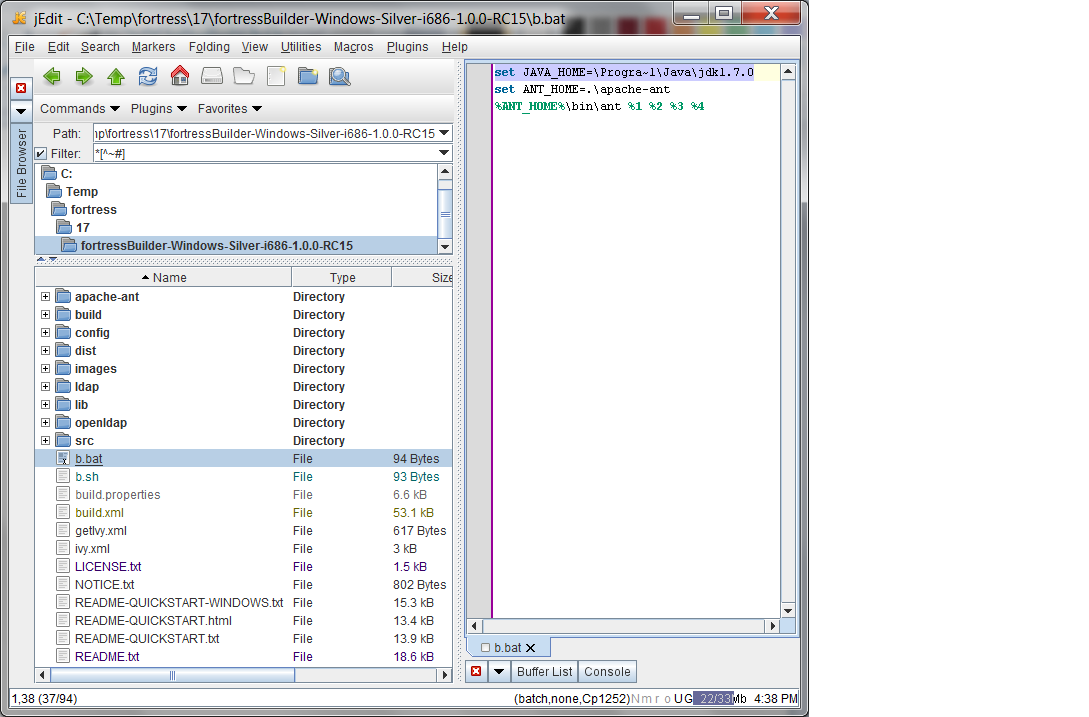 jEdit - C:\Temp\fortress\17\fortressBuilder-Windows-Silver-i686-1.0.0-RC15\b.bat
File Edit Search Markers Folding View Utilities Macros Plugins Help
Commands Plugins Favorites
Path: ıp\fortress\17\fortressBuilder-Windows-Silver-i686-1.0.0-RC15
Filter: *[^~#]
File Browser
C:
Temp
fortress
17
fortressBuilder-Windows-Silver-i686-1.0.0-RC15
Name Type Size
apache-ant Directory
build Directory
config Directory
dist Directory
images Directory
ldap Directory
lib Directory
openldap Directory
src Directory
b.bat File 94 Bytes
b.sh File 93 Bytes
build.properties File 6.6 kB
build.xml File 53.1 kB
getIvy.xml File 617 Bytes
ivy.xml File 3 kB
LICENSE.txt File 1.5 kB
NOTICE.txt File 802 Bytes
README-QUICKSTART-WINDOWS.txt File 15.3 kB
README-QUICKSTART.html File 13.4 kB
README-QUICKSTART.txt File 13.9 kB
README.txt File 18.6 kB
set JAVA_HOME=\Progra~1\Java\jdk1.7.0
set ANT_HOME=.\apache-ant
%ANT_HOME%\bin\ant %1 %2 %3 %4
b.bat
Buffer List Console
1,38 (37/94) (batch,none,Cp1252)N m r o UG 22/33Mb 4:38 PM